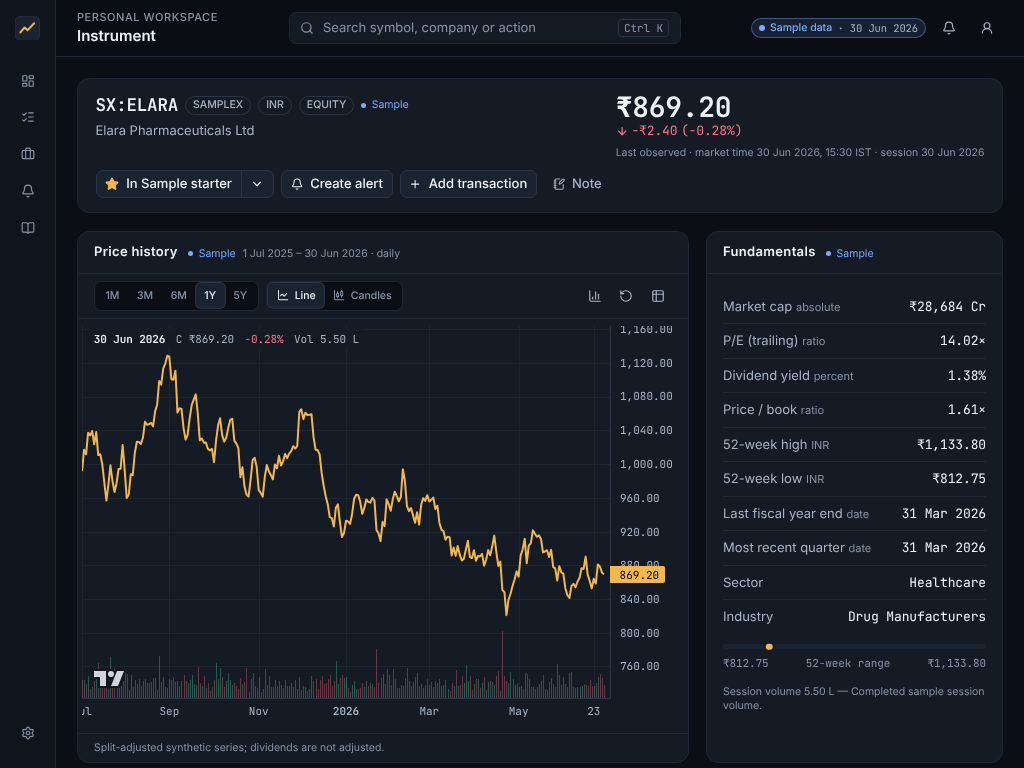 PERSONAL WORKSPACE
Instrument
Search symbol, company or action
Ctrl K
Sample data · 30 Jun 2026
SX:ELARA SAMPLEX INR EQUITY Sample
Elara Pharmaceuticals Ltd
₹869.20
↓ -₹2.40 (-0.28%)
Last observed · market time 30 Jun 2026, 15:30 IST · session 30 Jun 2026
In Sample starter
Create alert
+ Add transaction
Note
Price history Sample 1 Jul 2025 – 30 Jun 2026 · daily
1M 3M 6M 1Y 5Y Line Candles
30 Jun 2026 C ₹869.20 -0.28% Vol 5.50 L
1,160.00
1,120.00
1,080.00
1,040.00
1,000.00
960.00
920.00
880.00
869.20
840.00
800.00
760.00
Sep Nov 2026 Mar May 23
Split-adjusted synthetic series; dividends are not adjusted.
Fundamentals Sample
Market cap absolute ₹28,684 Cr
P/E (trailing) ratio 14.02×
Dividend yield percent 1.38%
Price / book ratio 1.61×
52-week high INR ₹1,133.80
52-week low INR ₹812.75
Last fiscal year end date 31 Mar 2026
Most recent quarter date 31 Mar 2026
Sector Healthcare
Industry Drug Manufacturers
₹812.75 52-week range ₹1,133.80
Session volume 5.50 L — Completed sample session
volume.